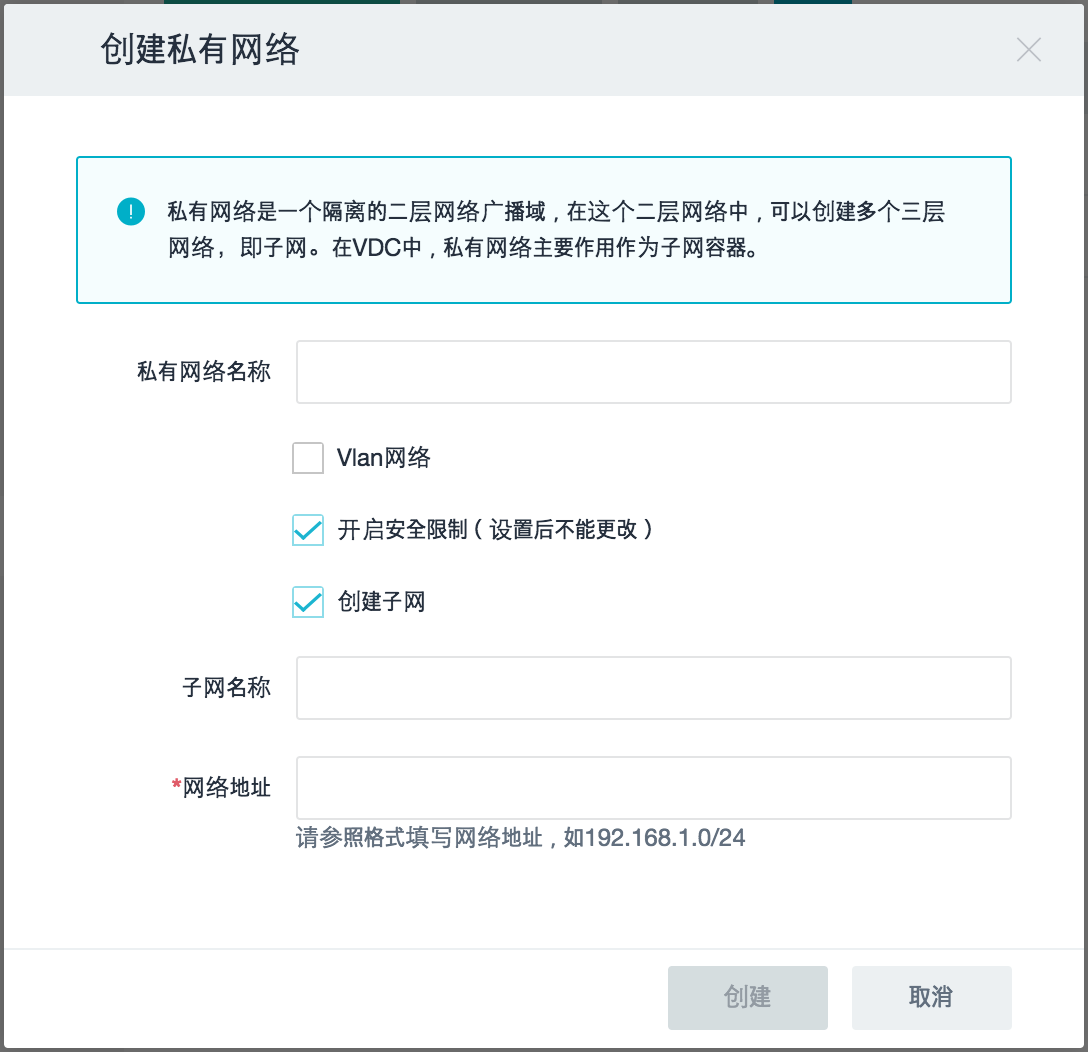 创建私有网络
私有网络是一个隔离的二层网络广播域，在这个二层网络中，可以创建多个三层
网络，即子网。在VDC中，私有网络主要作用作为子网容器。
私有网络名称
Vlan网络
开启安全限制（设置后不能更改）
创建子网
子网名称
*网络地址
请参照格式填写网络地址，如192.168.1.0/24
创建
取消